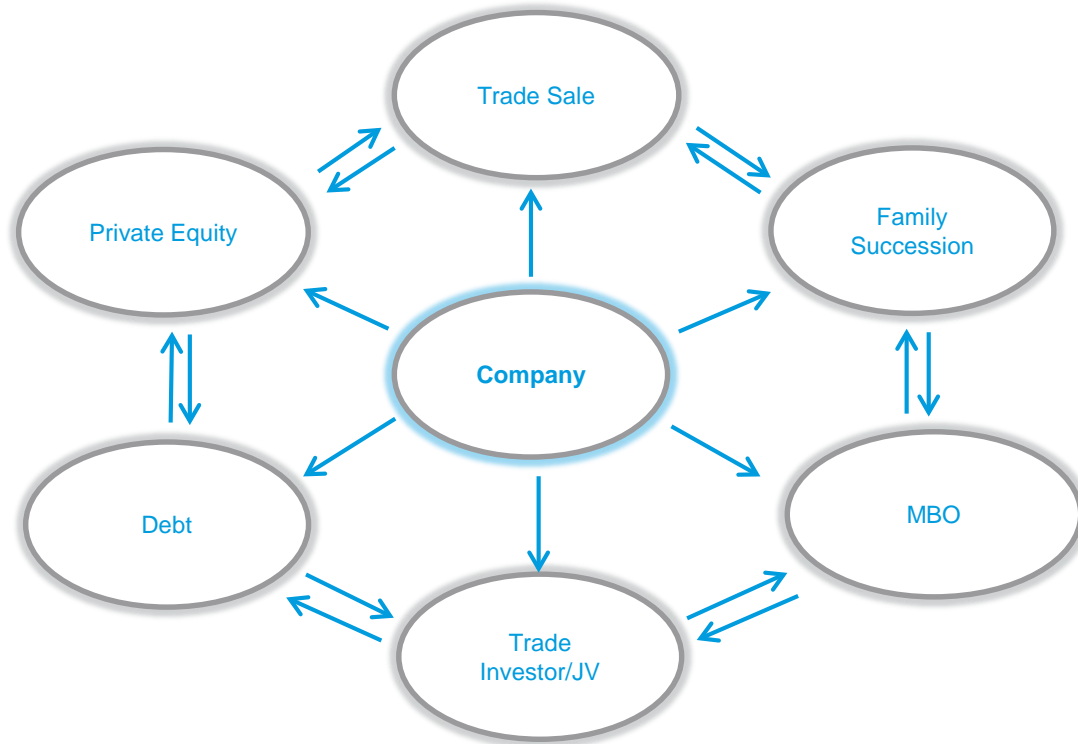 Trade Sale
Private Equity
Family
Succession
Company
Debt
MBO
Trade
Investor/JV